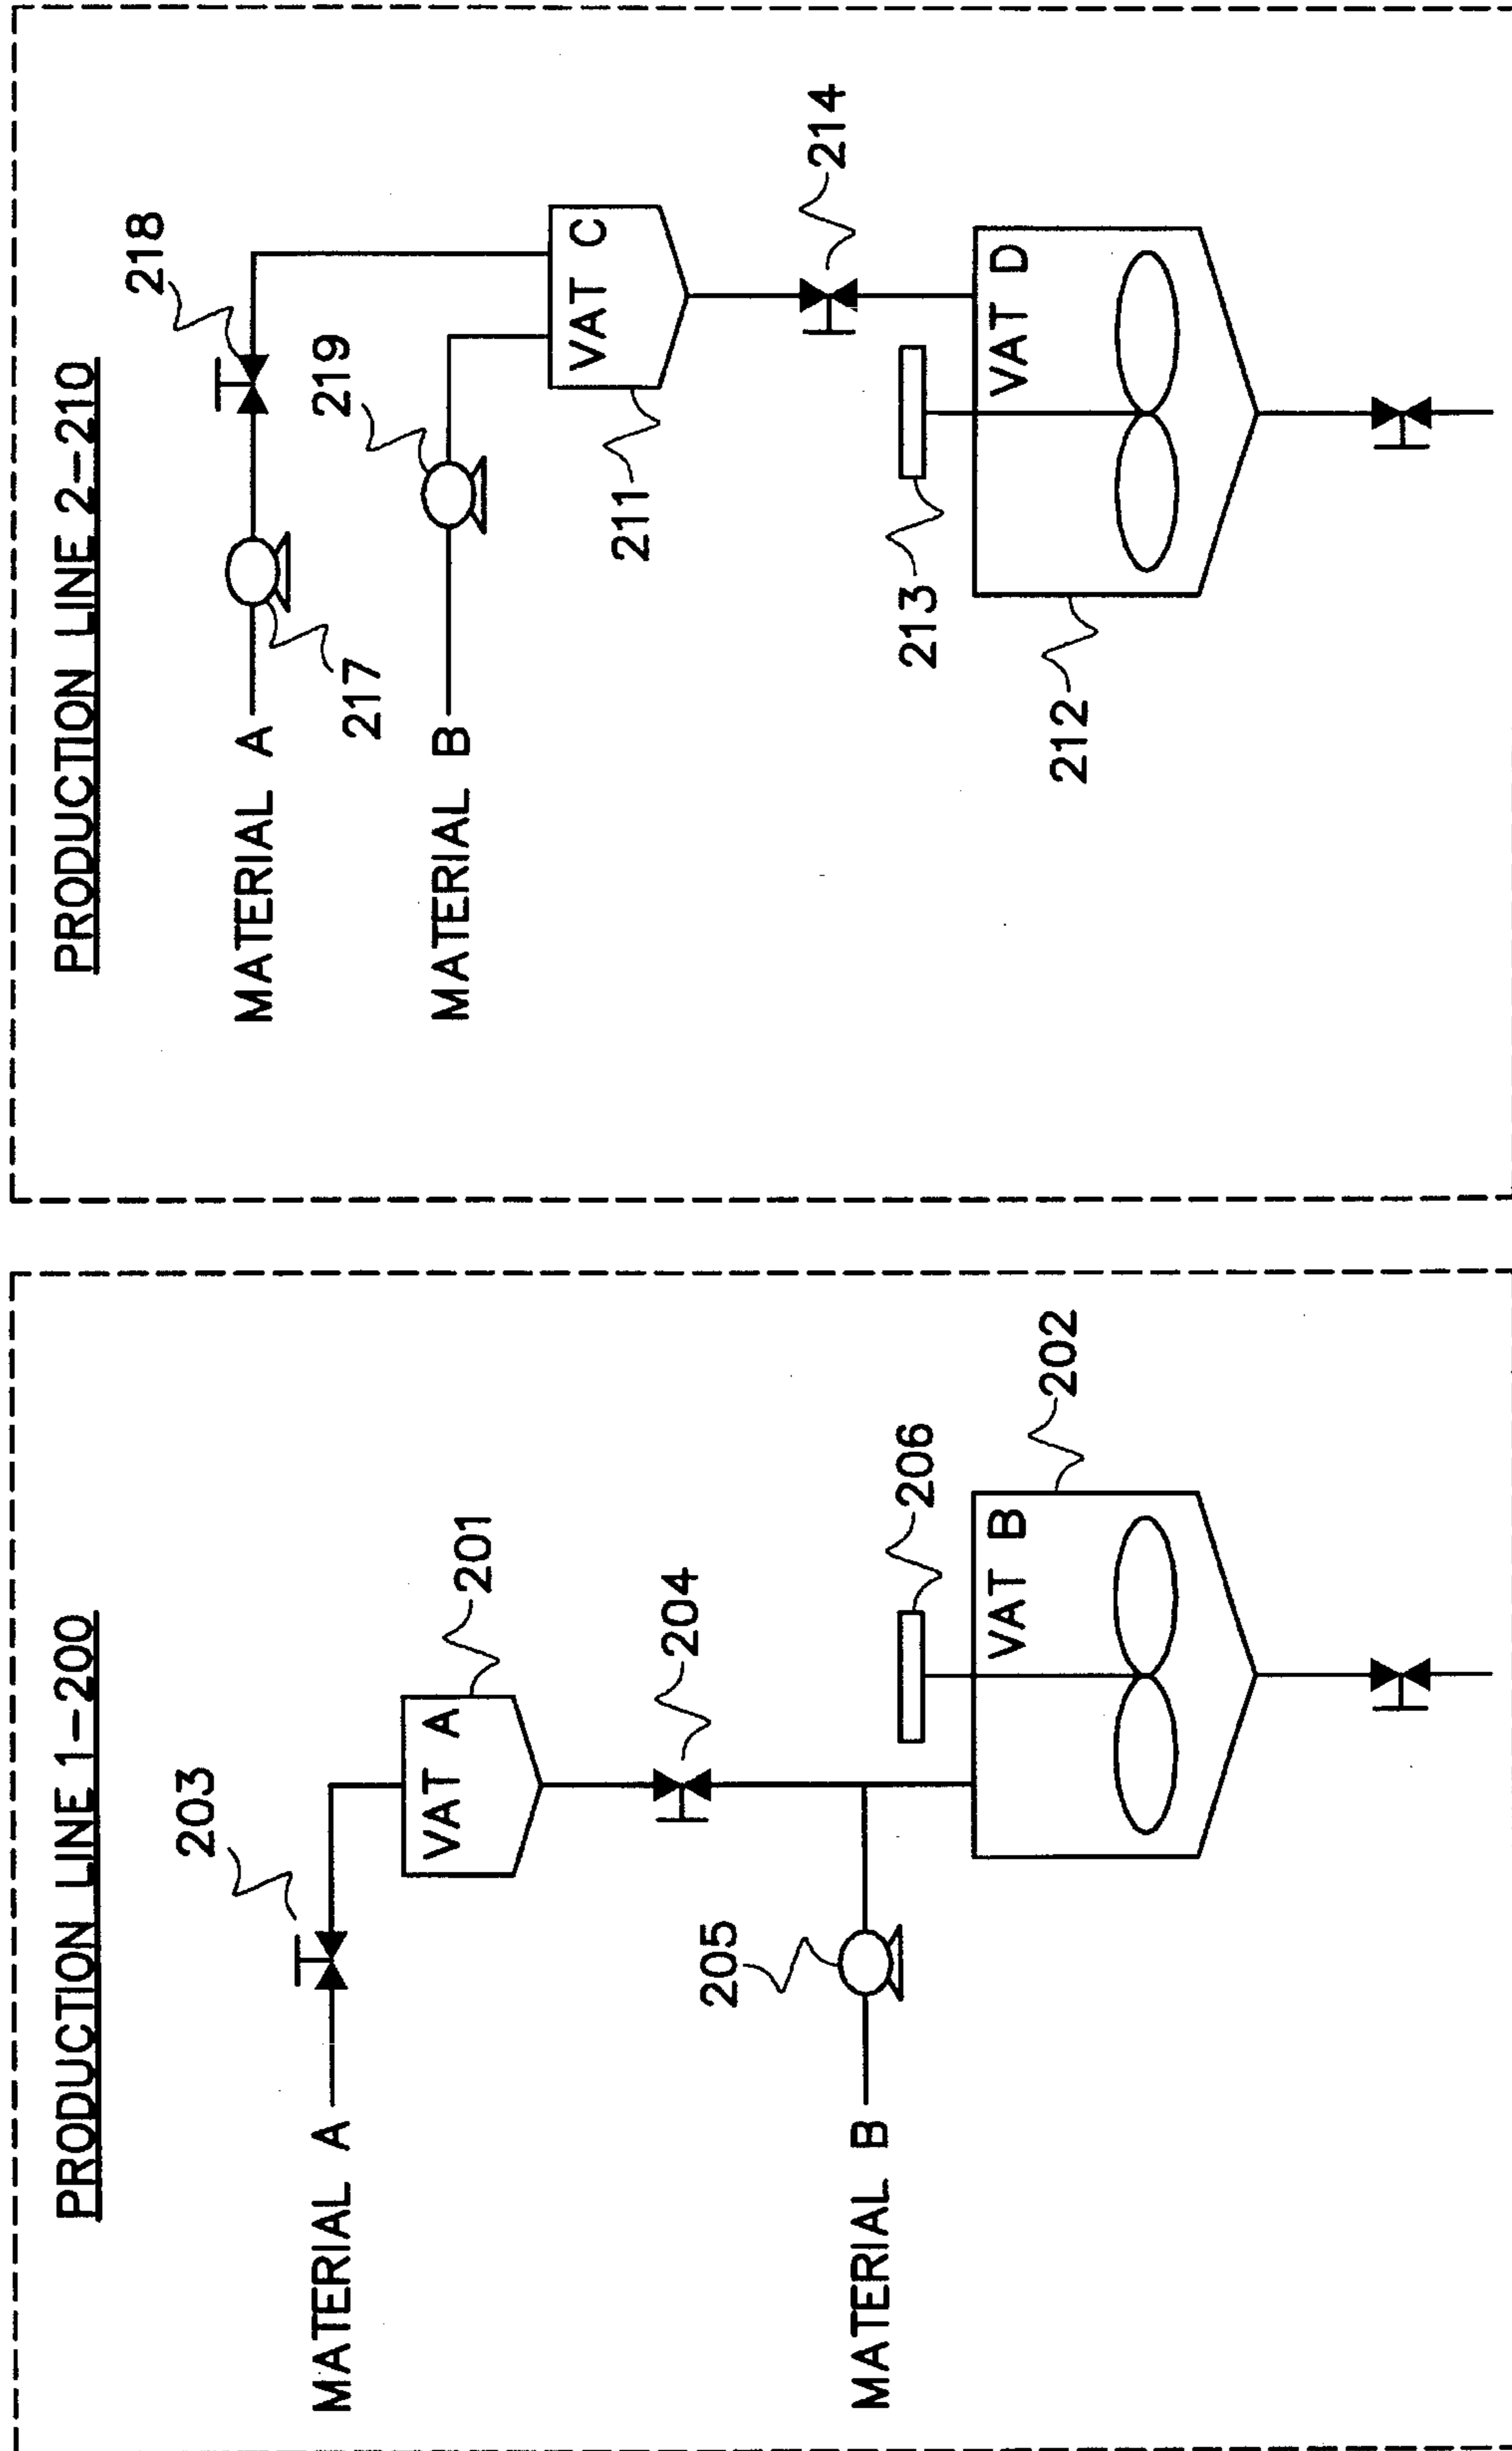 PRODUCTION LINE 1-200
203
MATERIAL A
VAT A
201
204
205
MATERIAL B
206
VAT B
202
PRODUCTION LINE 2-210
218
MATERIAL A
217
219
MATERIAL B
VAT C
211
214
213
VAT D
212